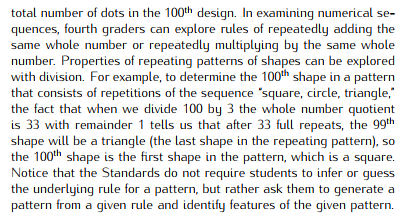 total number of dots in the 100th design. In examining numerical se-
quences, fourth graders can explore rules of repeatedly adding the
same whole number or repeatedly multiplying by the same whole
number. Properties of repeating patterns of shapes can be explored
with division. For example, to determine the 100th shape in a pattern
that consists of repetitions of the sequence “square, circle, triangle,”
the fact that when we divide 100 by 3 the whole number quotient
is 33 with remainder 1 tells us that after 33 full repeats, the 99th
shape will be a triangle (the last shape in the repeating pattern), so
the 100th shape is the first shape in the pattern, which is a square.
Notice that the Standards do not require students to infer or guess
the underlying rule for a pattern, but rather ask them to generate a
pattern from a given rule and identify features of the given pattern.